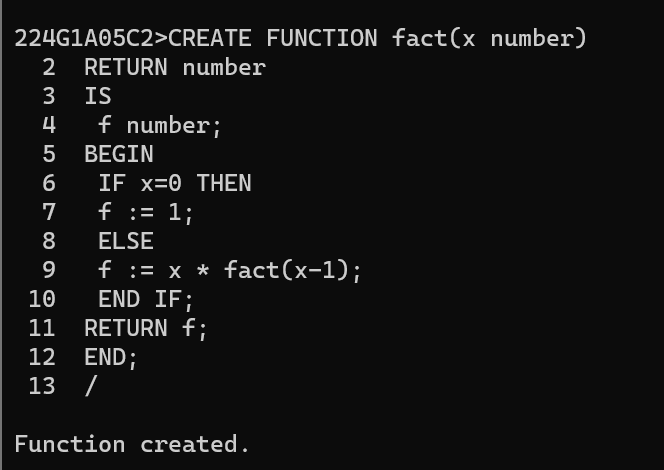 224G1A05C2>CREATE FUNCTION fact(x number)
  2  RETURN number
  3  IS
  4   f number;
  5  BEGIN
  6   IF x=0 THEN
  7   f := 1;
  8   ELSE
  9   f := x * fact(x-1);
 10   END IF;
 11  RETURN f;
 12  END;
 13  /

Function created.